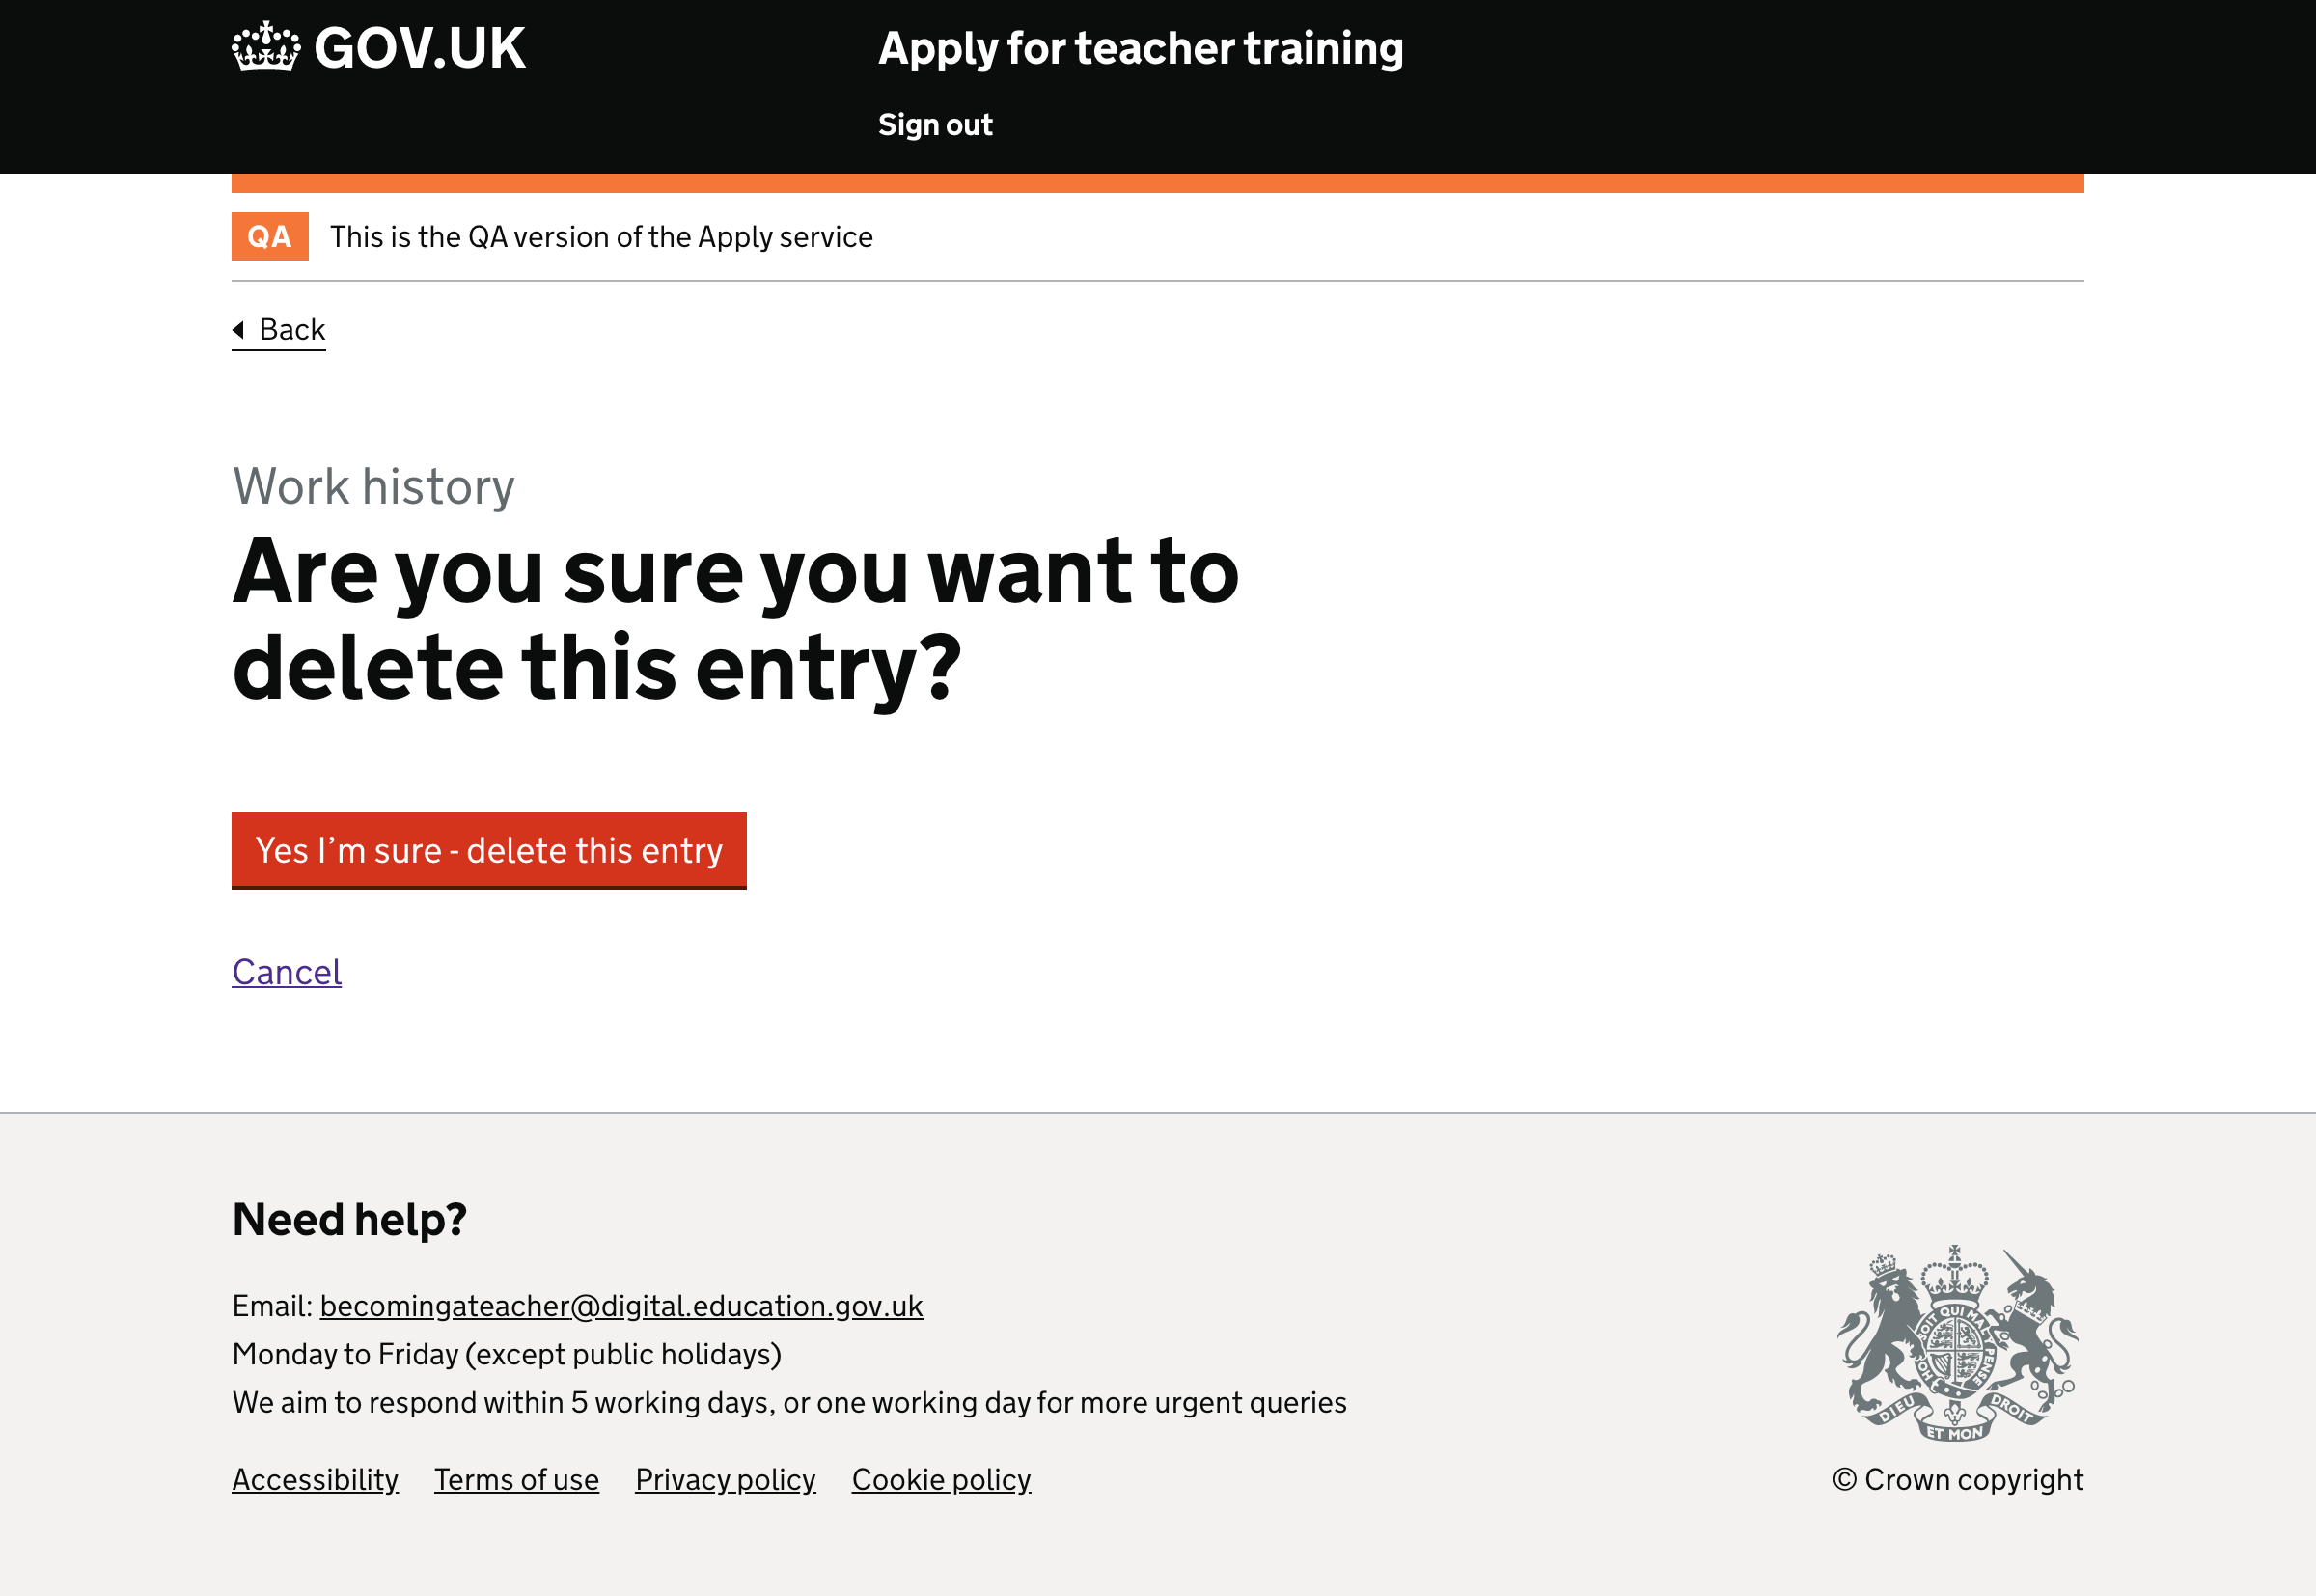 GOV.UK
Apply for teacher training
Sign out
QA
This is the QA version of the Apply service
Back
Work history
Are you sure you want to
delete this entry?
Yes I’m sure - delete this entry
Cancel
Need help?
Email: becomingateacher@digital.education.gov.uk
Monday to Friday (except public holidays)
We aim to respond within 5 working days, or one working day for more urgent queries
Accessibility
Terms of use
Privacy policy
Cookie policy
QUI MAL
PENSE
DIEU
ET MON
DROIT
© Crown copyright